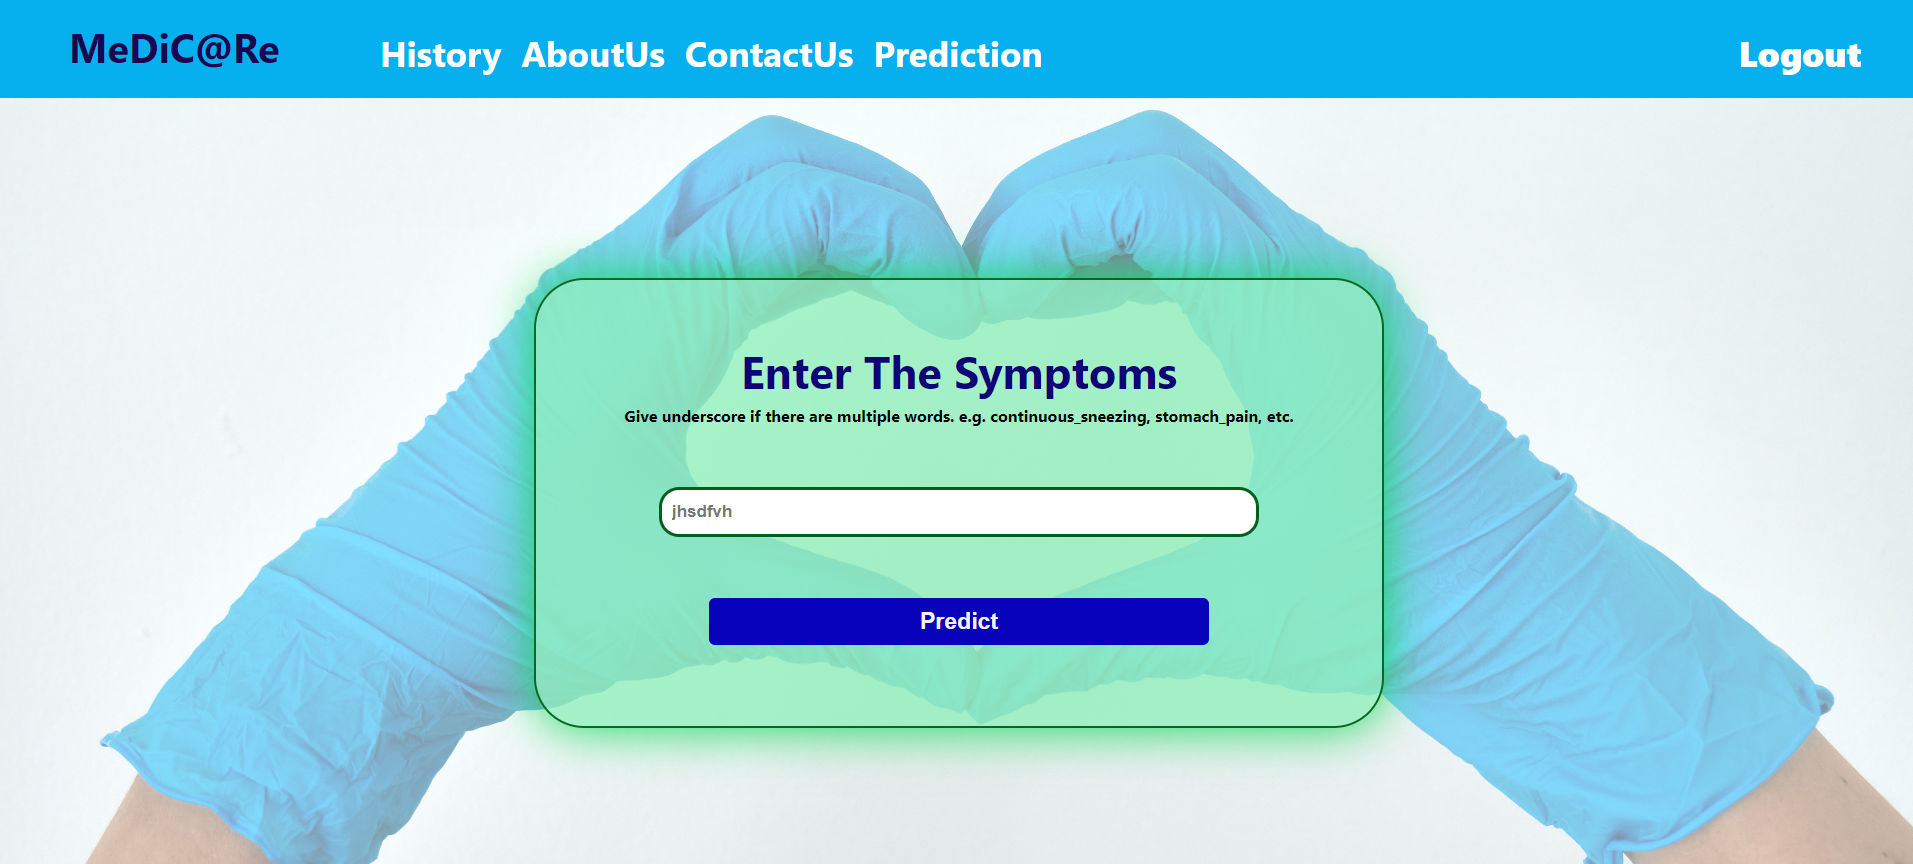 MeDiC@Re History AboutUs ContactUs Prediction Logout
Enter The Symptoms
Give underscore if there are multiple words. e.g. continuous_sneezing, stomach_pain, etc.
jhsdfvh
Predict